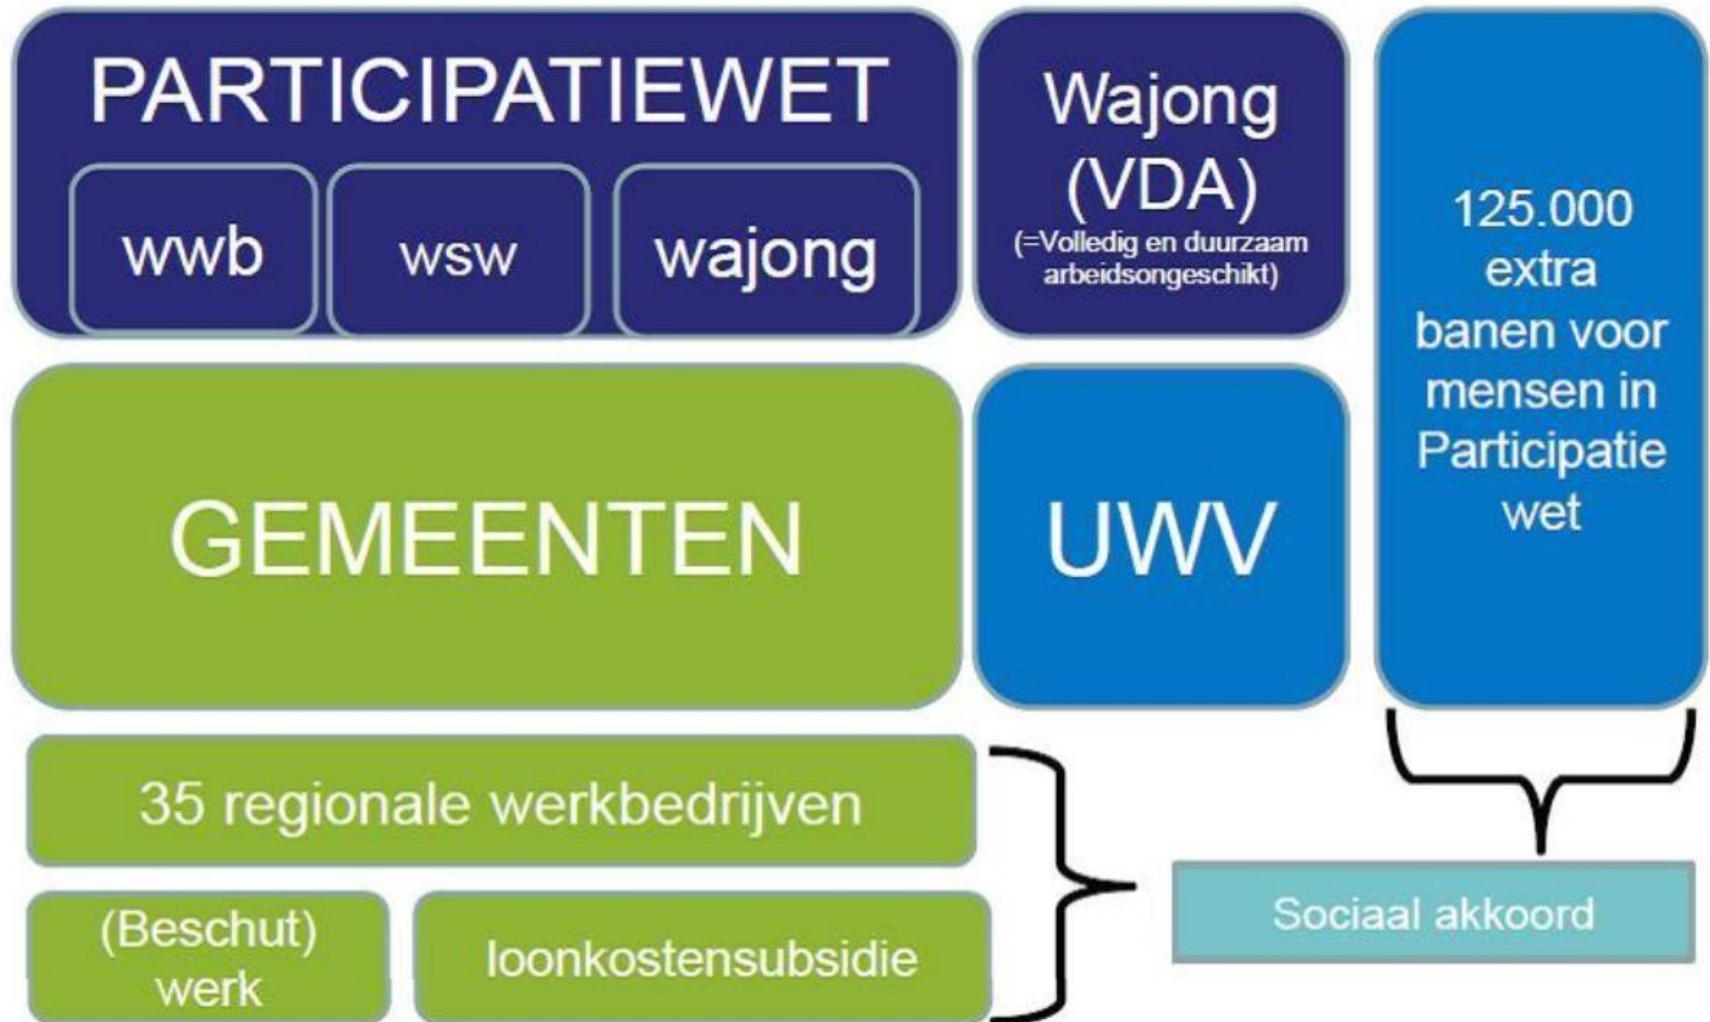 PARTICIPATIEWET
wwb
wsw
wajong
Wajong
(VDA)
(=Volledig en duurzaam
arbeidsongeschikt)
125.000
extra
banen voor
mensen in
Participatie
wet
GEMEENTEN
UWV
35 regionale werkbedrijven
(Beschut)
werk
loonkostensubsidie
Sociaal akkoord